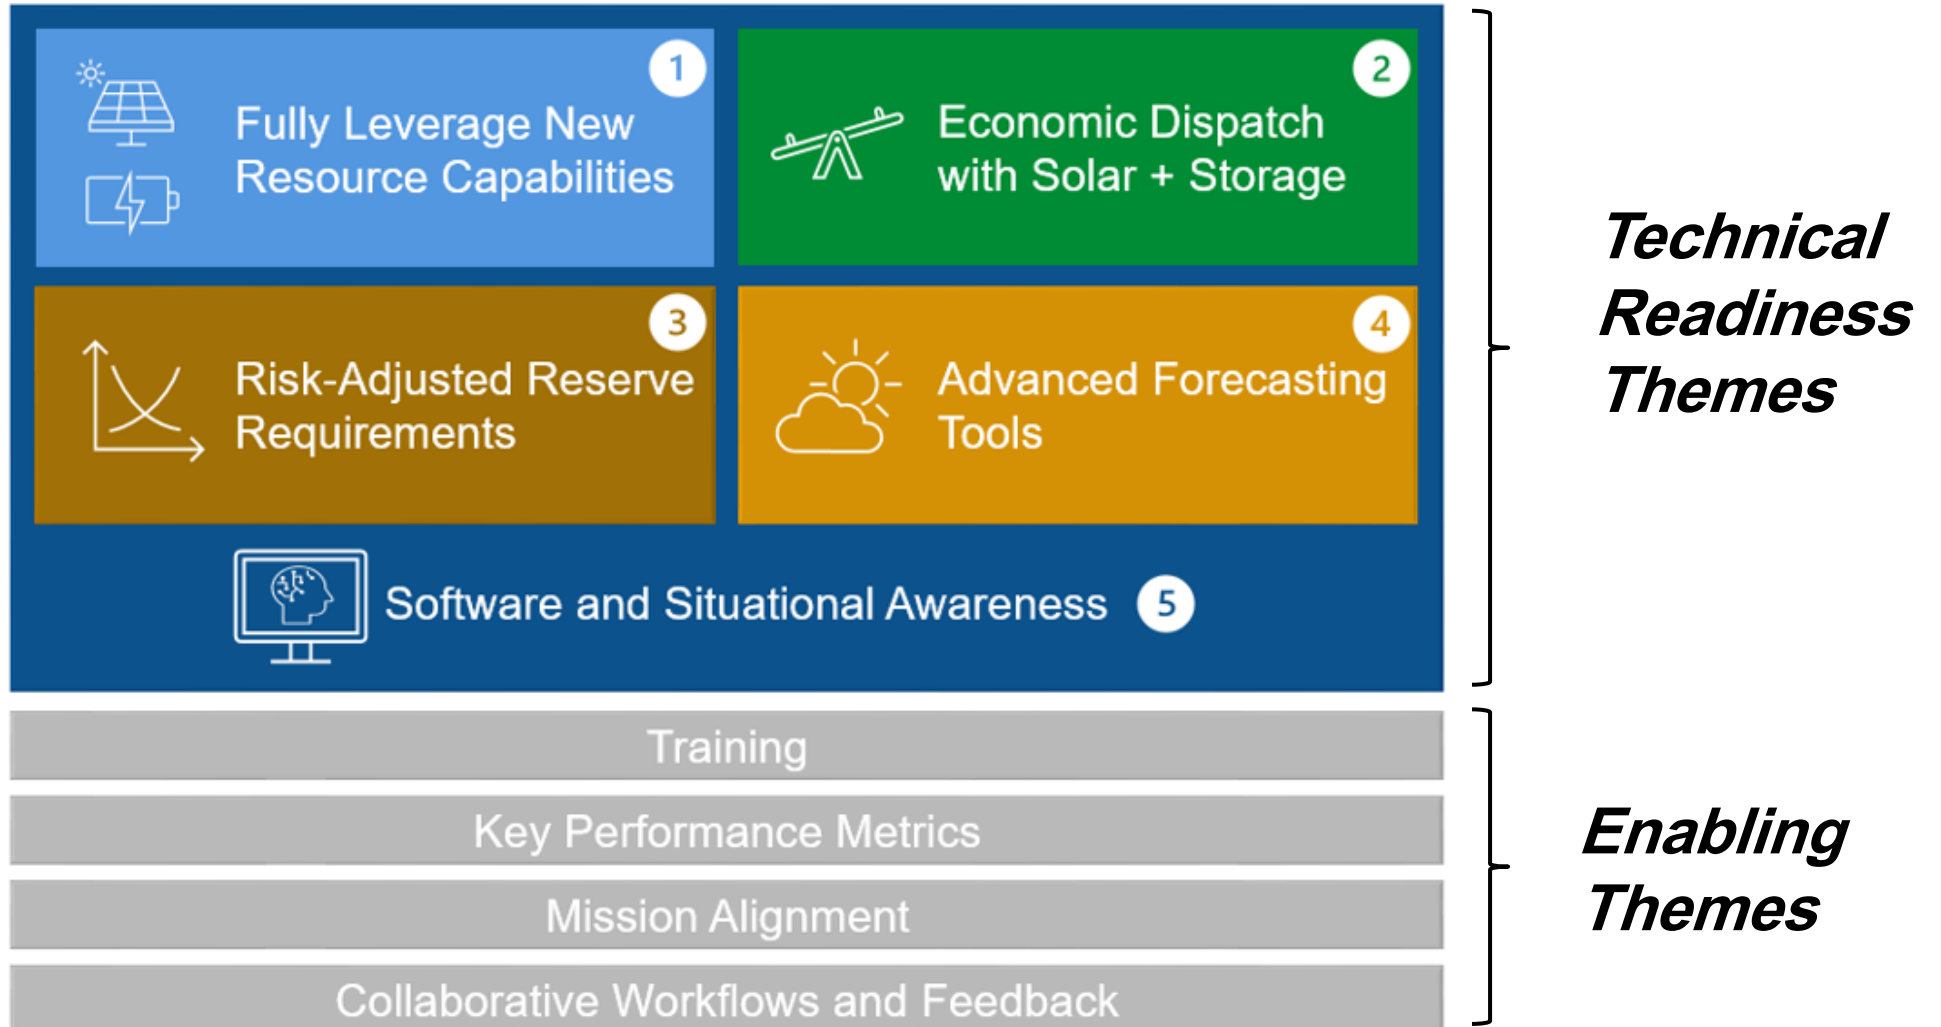 1
Fully Leverage New
Resource Capabilities
2
Economic Dispatch
with Solar + Storage
3
Risk-Adjusted Reserve
Requirements
4
Advanced Forecasting
Tools
Software and Situational Awareness 5
Technical
Readiness
Themes
Training
Key Performance Metrics
Mission Alignment
Collaborative Workflows and Feedback
Enabling
Themes